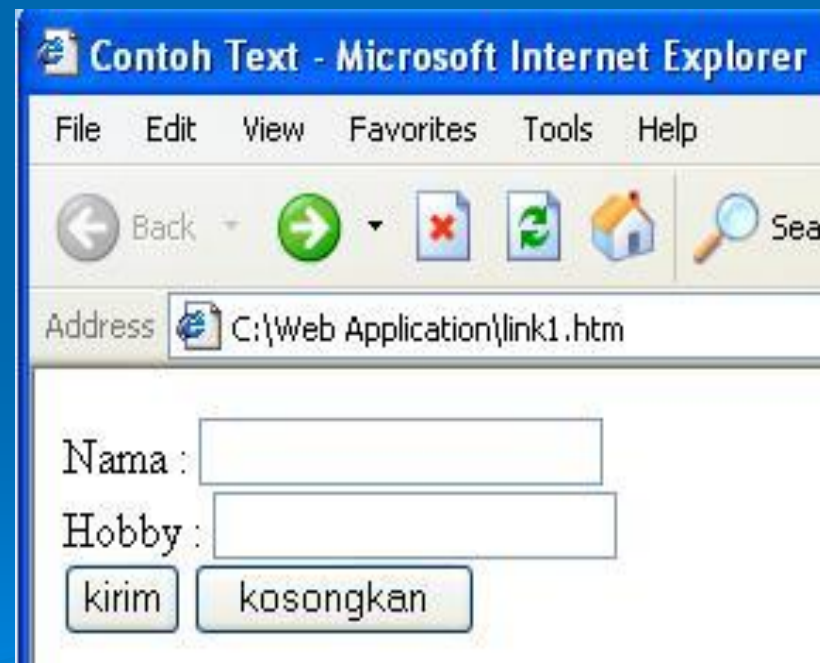 Contoh Text - Microsoft Internet Explorer
File Edit View Favorites Tools Help
Back Sea
Address C:\Web Application\link1.htm
Nama :
Hobby :
kirim kosongkan